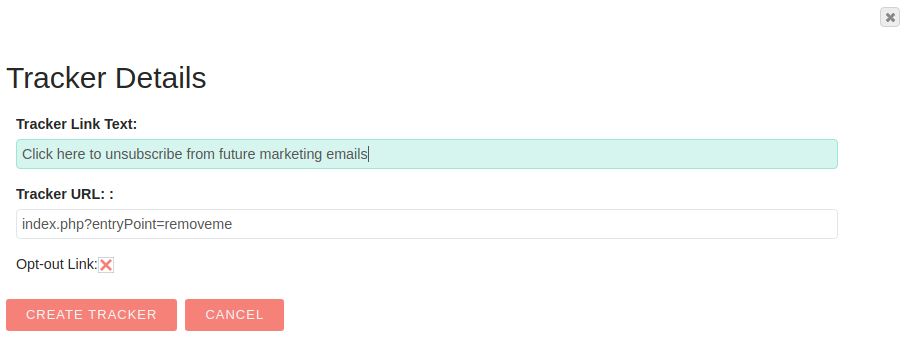 Tracker Details
Tracker Link Text:
Click here to unsubscribe from future marketing emails
Tracker URL: :
index.php?entryPoint=removeme
Opt-out Link:
CREATE TRACKER CANCEL